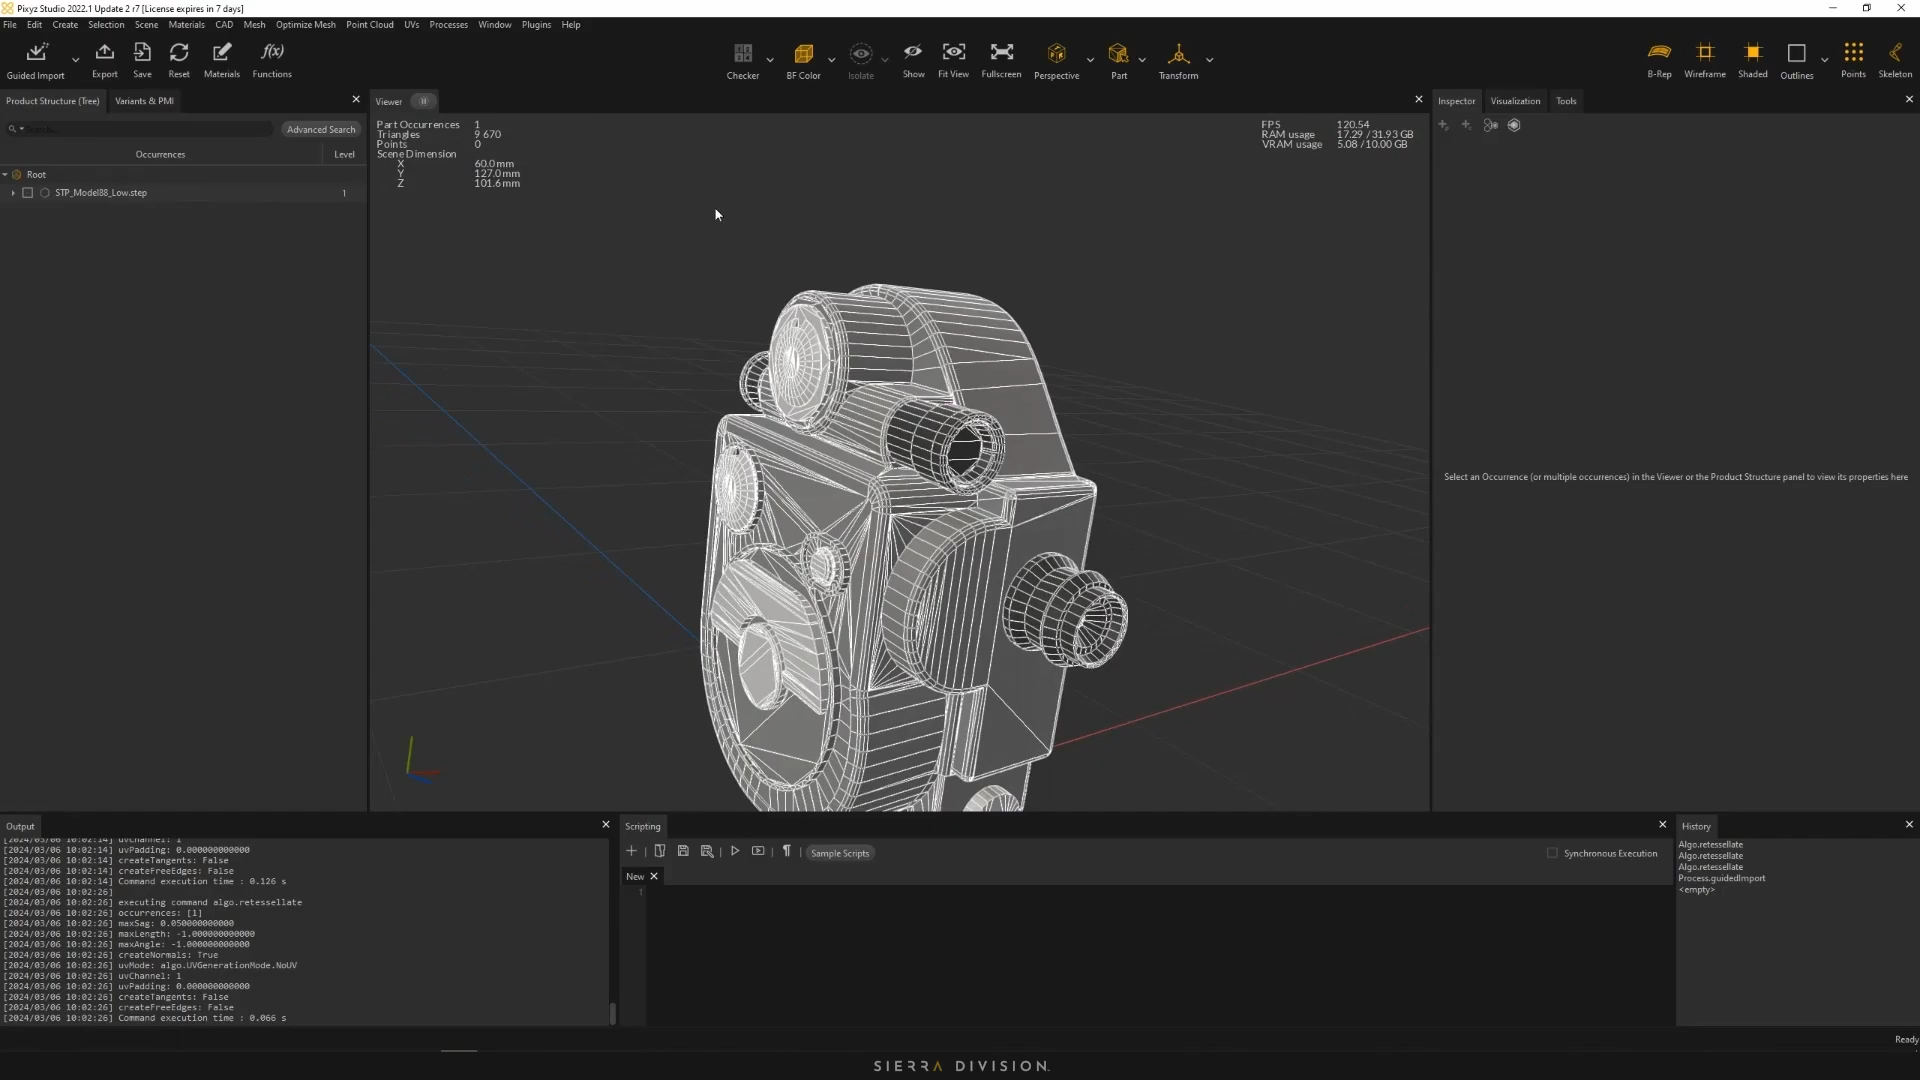 Pixyz Studio 2022.1 Update 2 r7 [License expires in 7 days]
File Edit Create Selection Scene Materials CAD Mesh Optimize Mesh Point Cloud UVs Processes Window Plugins Help
Guided Import Export Save Reset Materials Functions Checker BF Color Isolate Show Fit View Fullscreen Perspective Part Transform B-Rep Wireframe Shaded Outlines Points Skeleton
Product Structure (Tree) Variants & PMI
Advanced Search
Occurrences Level
Root
STP_Model88_Low.step 1
Viewer
Part Occurrences 1
Triangles 9 670
Points 0
Scene Dimension
X 60.0mm
Y 127.0mm
Z 101.6mm
FPS 120.54
RAM usage 17.29 / 31.93 GB
VRAM usage 5.08 / 10.00 GB
Inspector Visualization Tools
Select an Occurrence (or multiple occurrences) in the Viewer or the Product Structure panel to view its properties here
Output
[2024/03/06 10:02:14] uvChannel: 1
[2024/03/06 10:02:14] uvPadding: 0.000000000000
[2024/03/06 10:02:14] createTangents: False
[2024/03/06 10:02:14] createFreeEdges: False
[2024/03/06 10:02:14] Command execution time : 0.126 s
[2024/03/06 10:02:26]
[2024/03/06 10:02:26] executing command algo.retessellate
[2024/03/06 10:02:26] occurrences: [1]
[2024/03/06 10:02:26] maxSag: 0.050000000000
[2024/03/06 10:02:26] maxLength: -1.000000000000
[2024/03/06 10:02:26] maxAngle: -1.000000000000
[2024/03/06 10:02:26] createNormals: True
[2024/03/06 10:02:26] uvMode: algo.UVGenerationMode.NoUV
[2024/03/06 10:02:26] uvChannel: 1
[2024/03/06 10:02:26] uvPadding: 0.000000000000
[2024/03/06 10:02:26] createTangents: False
[2024/03/06 10:02:26] createFreeEdges: False
[2024/03/06 10:02:26] Command execution time : 0.066 s
Scripting
Sample Scripts
Synchronous Execution
New
1
History
Algo.retessellate
Algo.retessellate
Algo.retessellate
Process.guidedImport
<empty>
Ready
SIERRA DIVISION